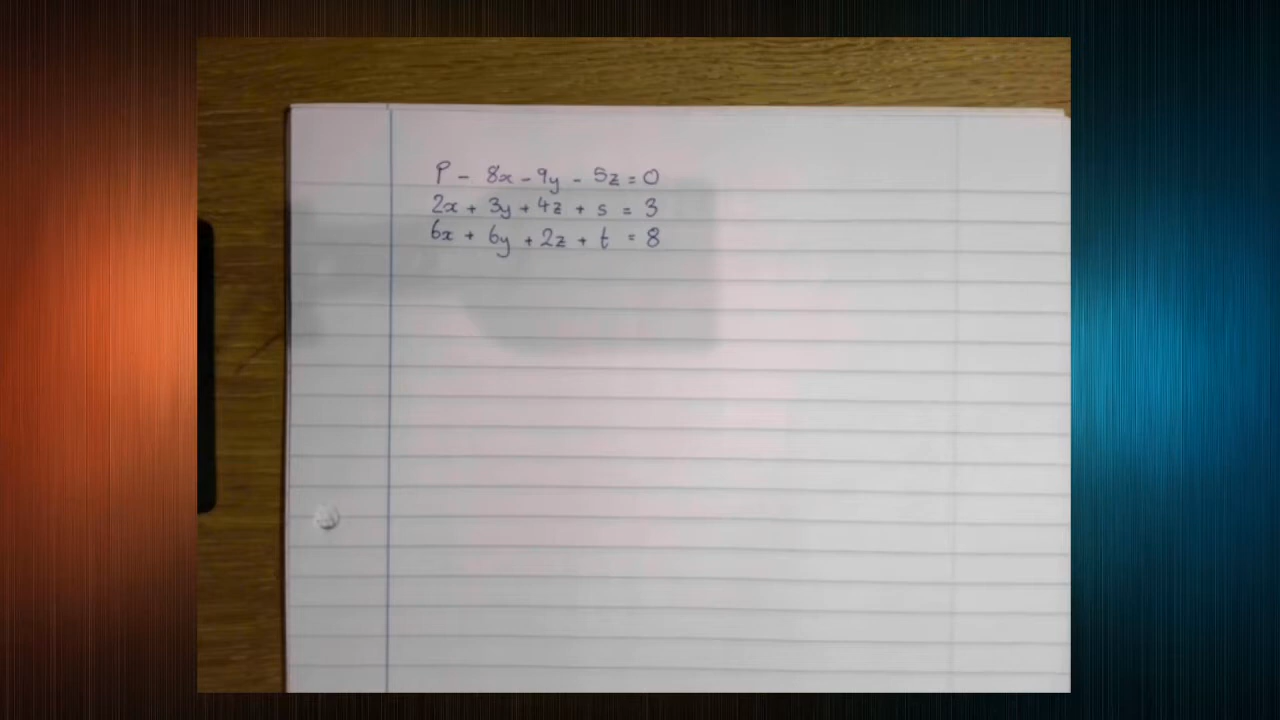 P - 8x - 9y - 5z = 0
2x + 3y + 4z + s = 3
6x + 6y + 2z + t = 8